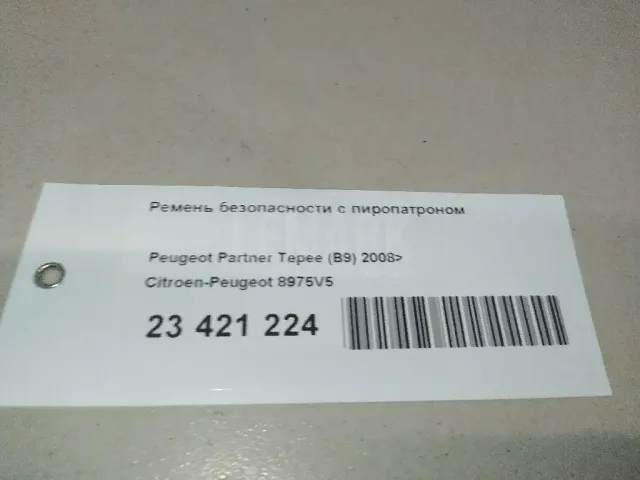 Ремень безопасности с пиропатроном
Peugeot Partner Tepee (B9) 2008>
Citroen-Peugeot 8975V5
23 421 224